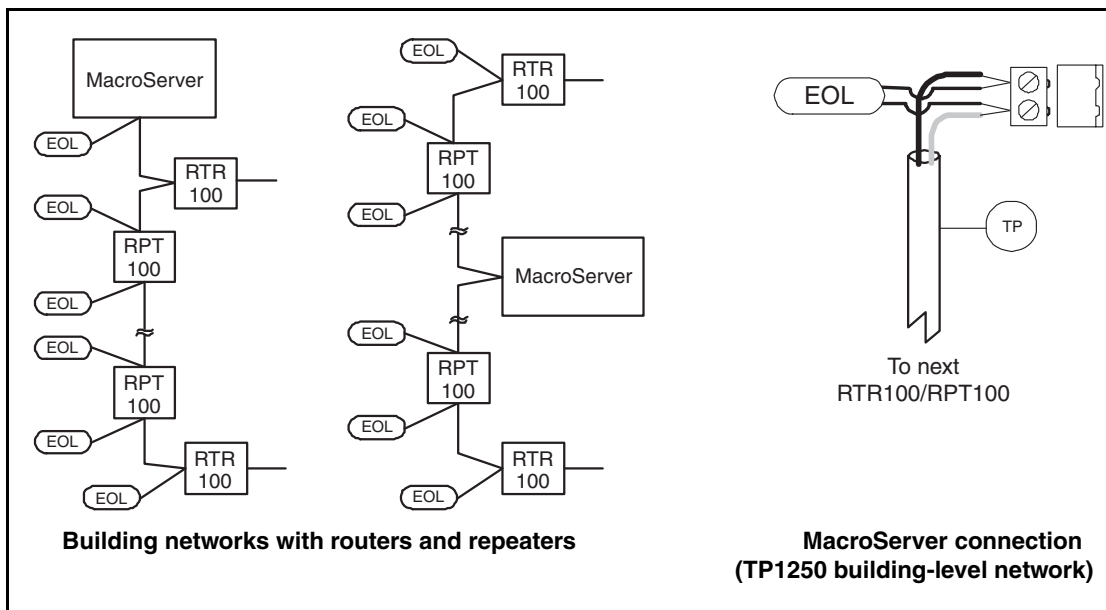 MacroServer
EOL
RTR
100
EOL
RPT
100
EOL
EOL
RPT
100
EOL
RTR
100
EOL
EOL
RTR
100
EOL
RPT
100
EOL
MacroServer
EOL
RPT
100
EOL
RTR
100
EOL
Building networks with routers and repeaters
EOL
TP
To next
RTR100/RPT100
MacroServer connection
(TP1250 building-level network)